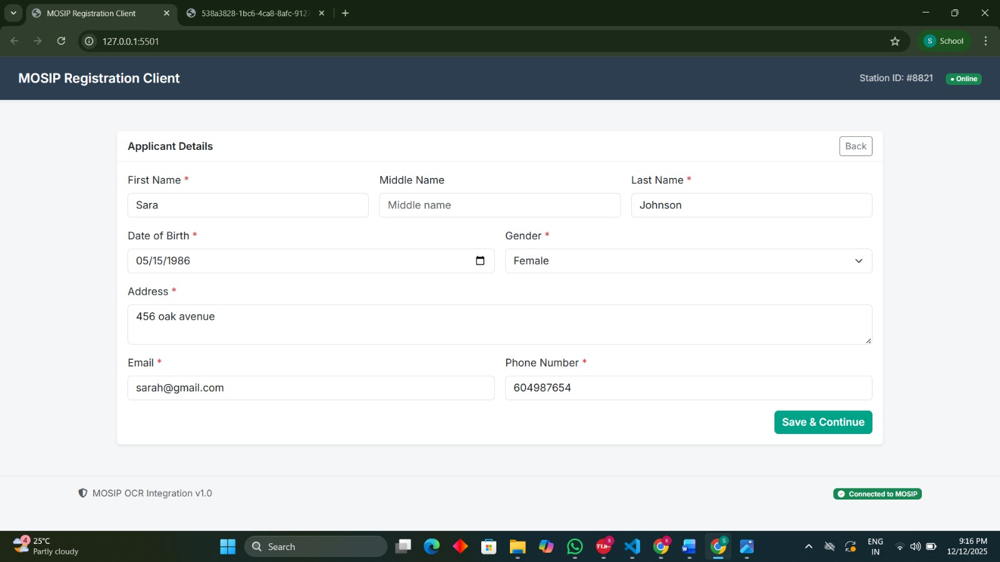 MOSIP Registration Client
538a3828-1bc6-4ca8-8afc-9127
127.0.0.1:5501
S School
MOSIP Registration Client
Station ID: #8821
Online
Applicant Details
Back
First Name *
Middle Name
Last Name *
Sara
Middle name
Johnson
Date of Birth *
Gender *
05/15/1986
Female
Address *
456 oak avenue
Email *
Phone Number *
sarah@gmail.com
604987654
Save & Continue
MOSIP OCR Integration v1.0
Connected to MOSIP
4
25°C
Partly cloudy
Search
TUF
S
S
S
ENG
IN
9:16 PM
12/12/2025